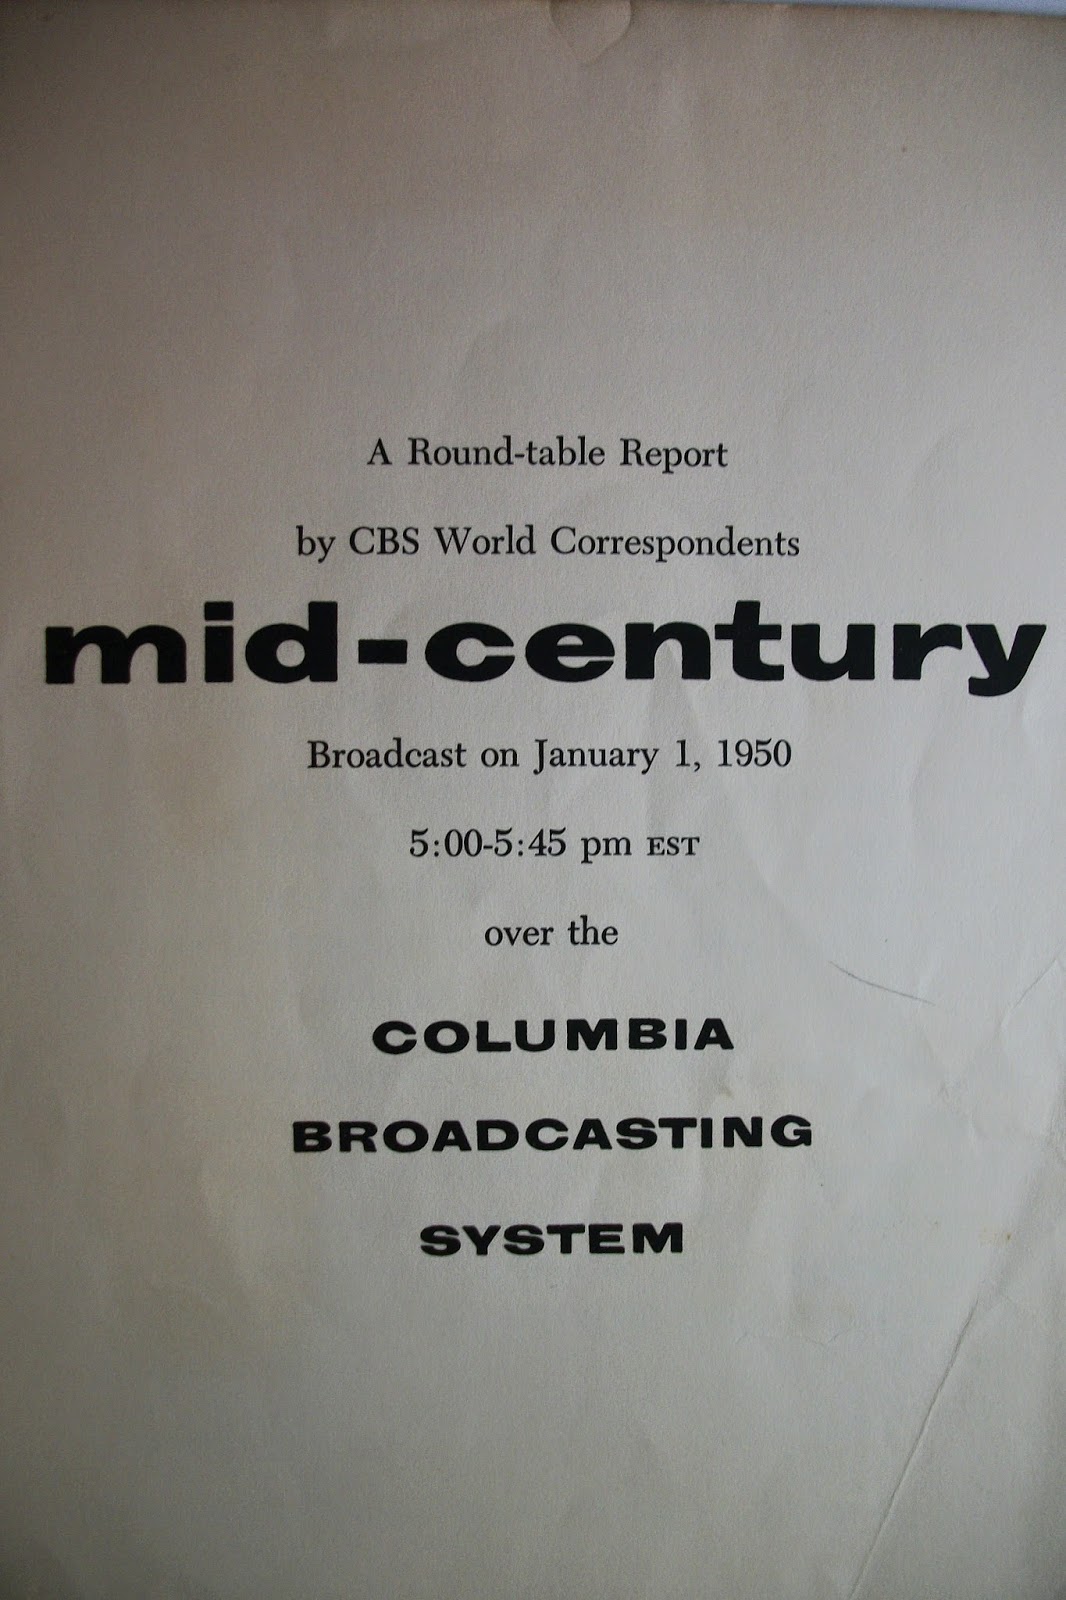 A Round-table Report
by CBS World Correspondents
mid-century
Broadcast on January 1, 1950
5:00-5:45 pm EST
over the
COLUMBIA
BROADCASTING
SYSTEM